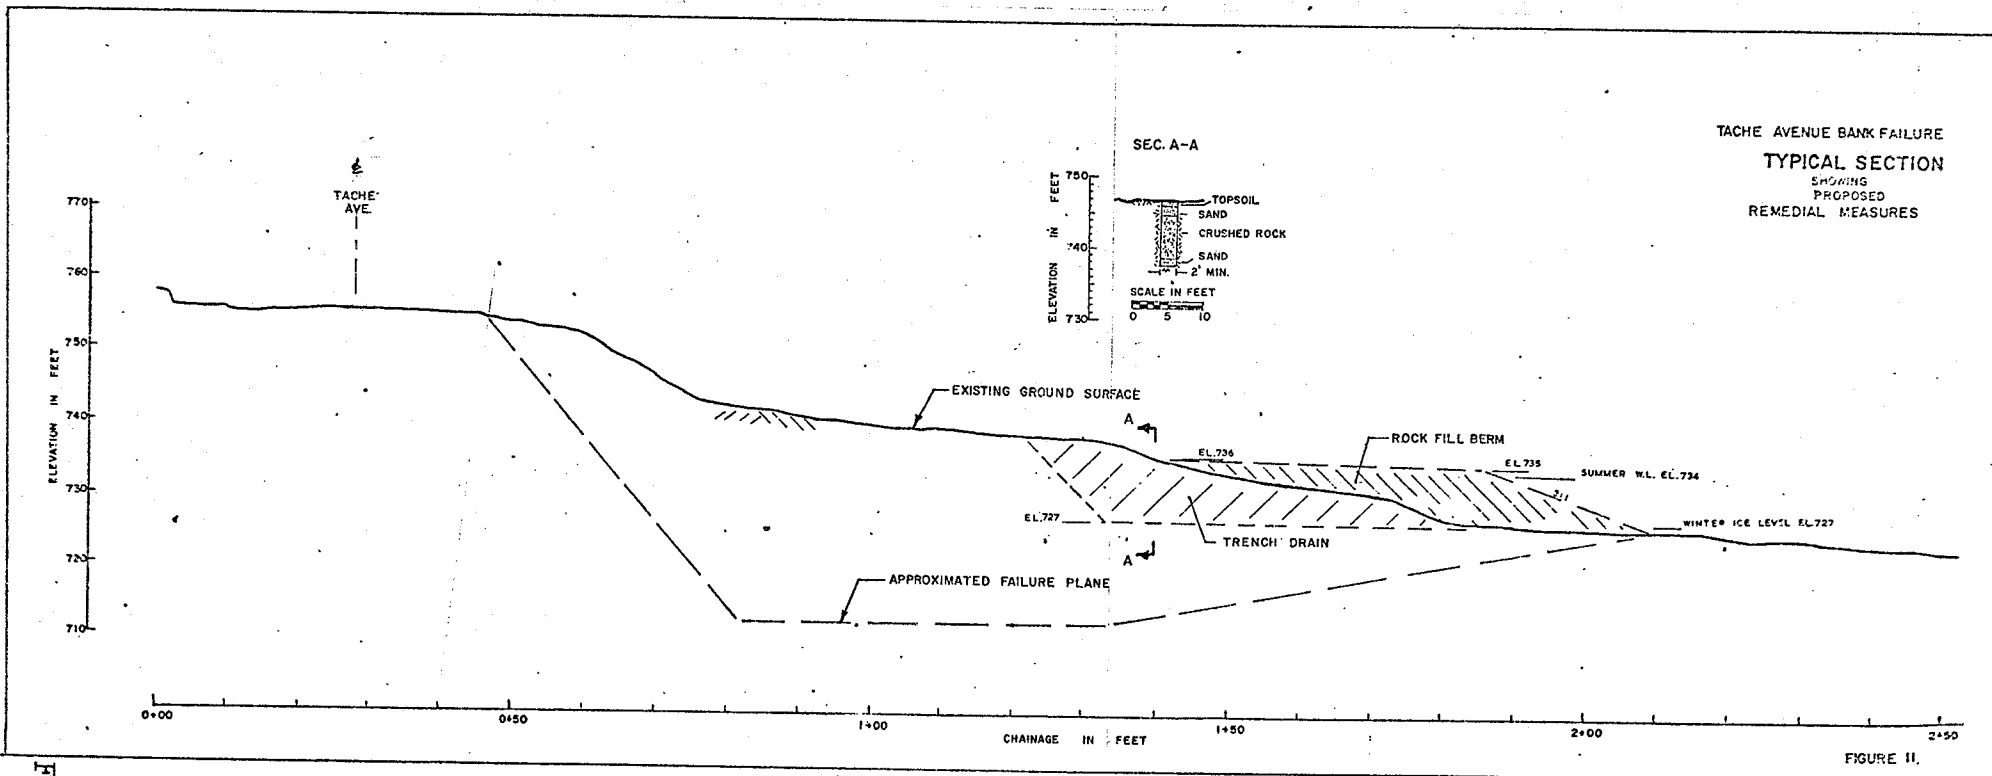 TACHE AVENUE BANK FAILURE
TYPICAL SECTION
SHOWING
PROPOSED
REMEDIAL MEASURES
SEC. A-A
750
740
730
ELEVATION IN FEET
TOPSOIL
SAND
CRUSHED ROCK
SAND
2' MIN.
SCALE IN FEET
0 5 10
TACHE
AVE.
770
760
750
740
730
720
710
ELEVATION IN FEET
EXISTING GROUND SURFACE
A
ROCK FILL BERM
EL.736
EL.735
SUMMER W.L. EL.734
2:1
EL.727
WINTER ICE LEVEL EL.727
TRENCH DRAIN
A
APPROXIMATED FAILURE PLANE
0+00 0+50 1+00 1+50 2+00 2+50
CHAINAGE IN FEET
FIGURE 11.